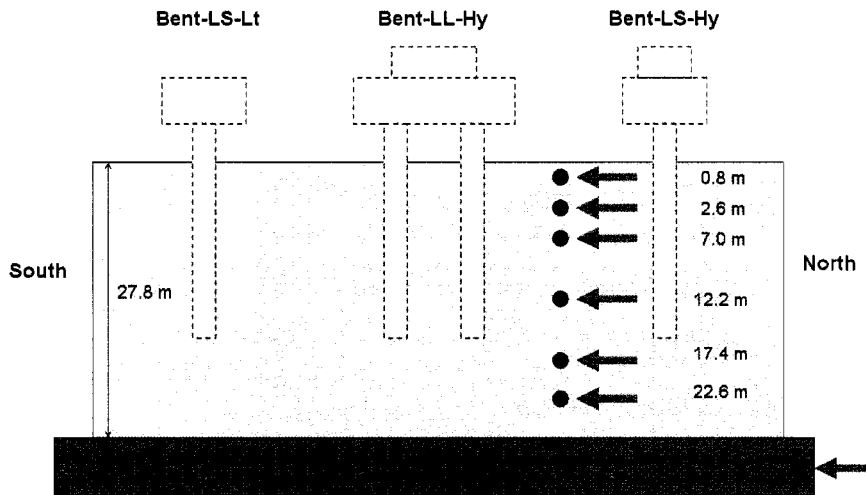 Bent-LS-Lt
Bent-LL-Hy
Bent-LS-Hy
0.8 m
2.6 m
7.0 m
South
27.8 m
North
12.2 m
17.4 m
22.6 m